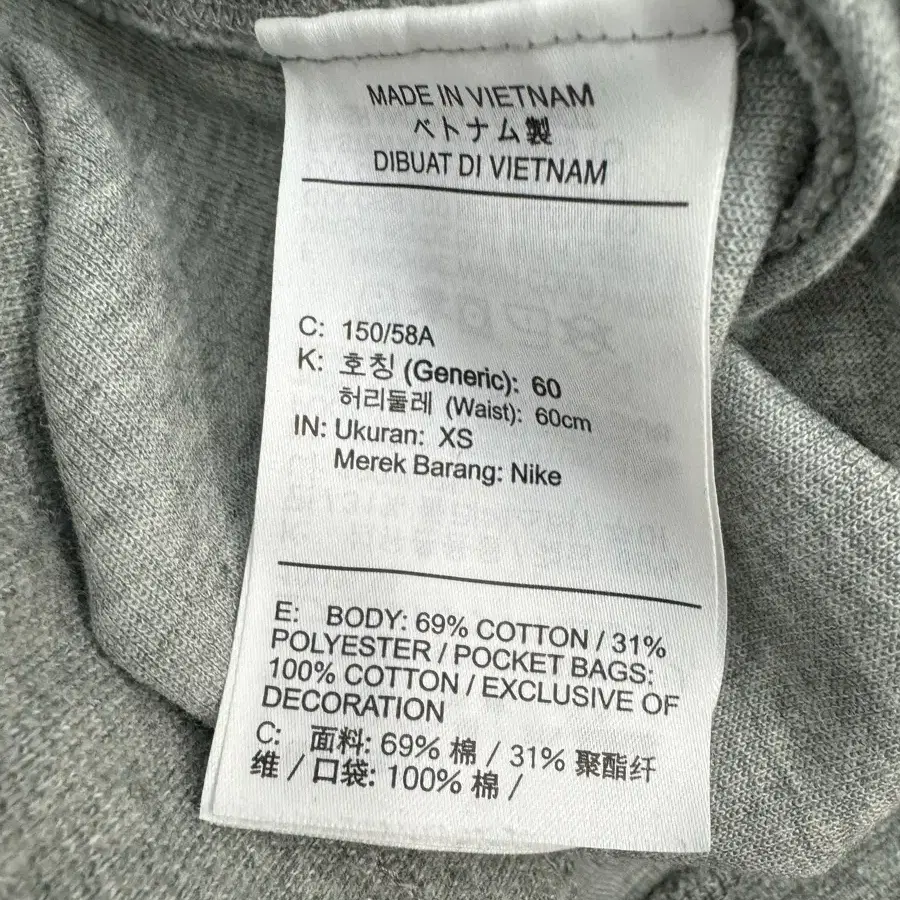 MADE IN VIETNAM
ベトナム製
DIBUAT DI VIETNAM
C: 150/58A
K: 호칭 (Generic): 60
허리둘레 (Waist): 60cm
IN: Ukuran: XS
Merek Barang: Nike
E: BODY: 69% COTTON / 31%
POLYESTER / POCKET BAGS:
100% COTTON / EXCLUSIVE OF
DECORATION
C: 面料: 69% 棉 / 31% 聚酯纤
维 / 口袋: 100% 棉 /